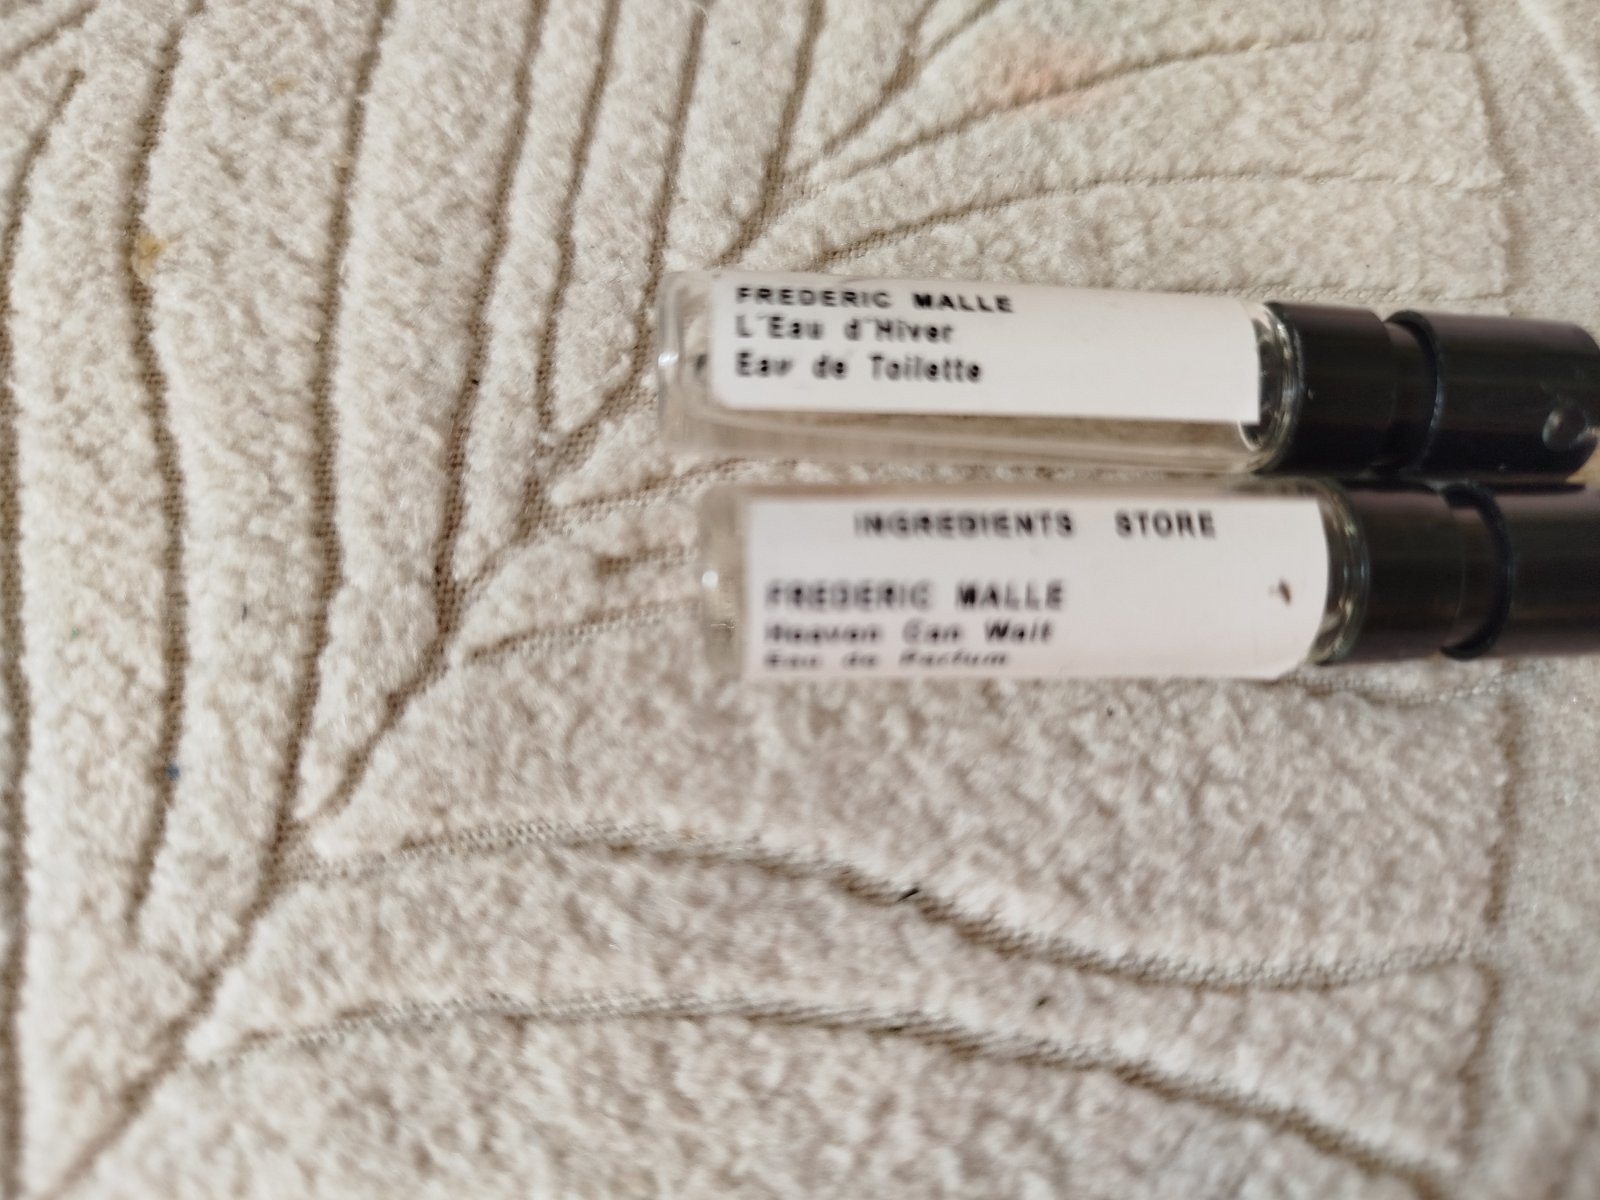 FREDERIC MALLE
L'Eau d'Hiver
Eau de Toilette
INGREDIENTS STORE
FREDERIC MALLE
Heaven Can Wait
Eau de Parfum